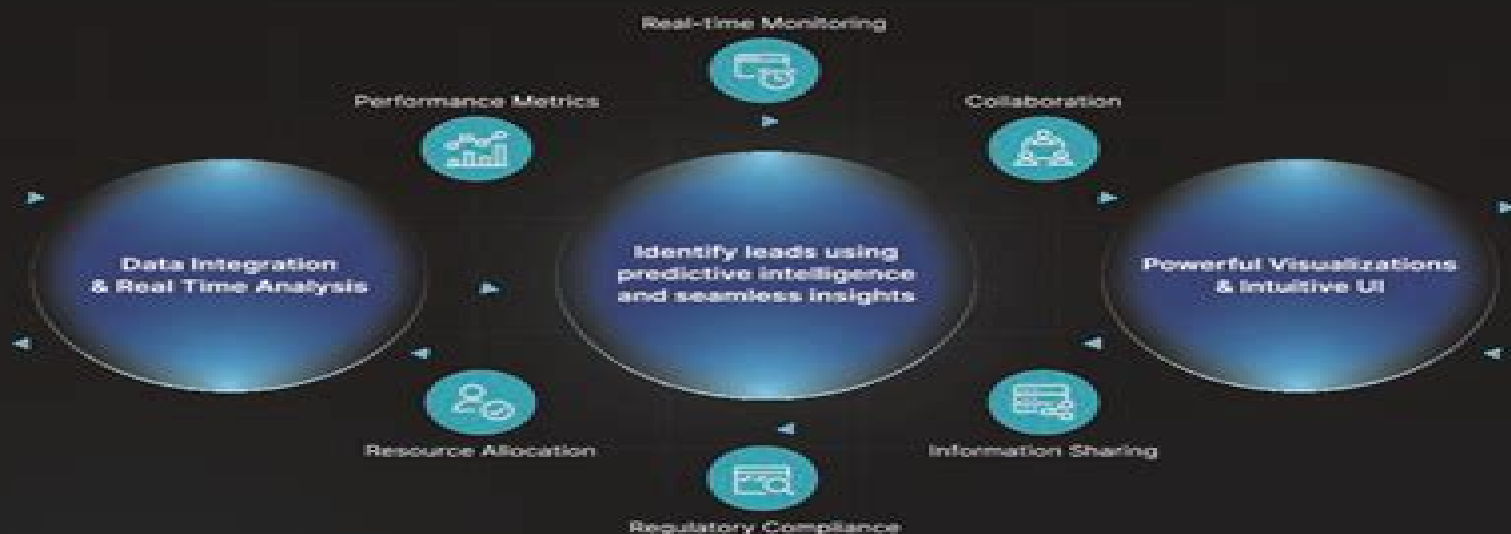 Real-time Monitoring
Performance Metrics
Collaboration
Data Integration
& Real Time Analysis
Identify leads using
predictive intelligence
and seamless insights
Powerful Visualizations
& Intuitive UI
Resource Allocation
Information Sharing
Regulatory Compliance